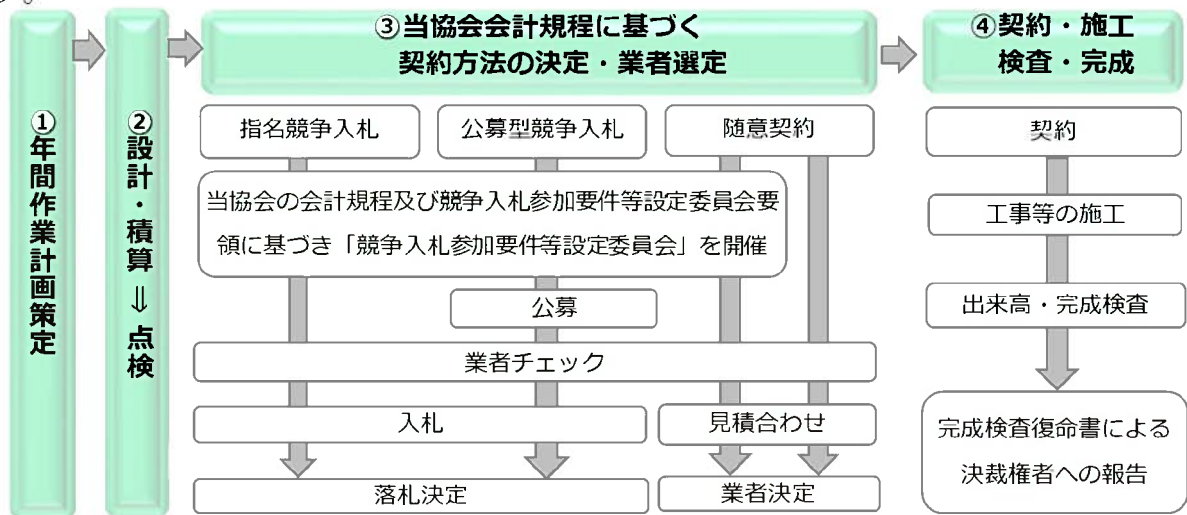 る。
①年間作業計画策定
②設計・積算⇒点検
③当協会会計規程に基づく
契約方法の決定・業者選定
④契約・施工
検査・完成
指名競争入札
公募型競争入札
随意契約
当協会の会計規程及び競争入札参加要件等設定委員会要
領に基づき「競争入札参加要件等設定委員会」を開催
公募
業者チェック
入札
見積合わせ
落札決定
業者決定
契約
工事等の施工
出来高・完成検査
完成検査復命書による
決裁権者への報告